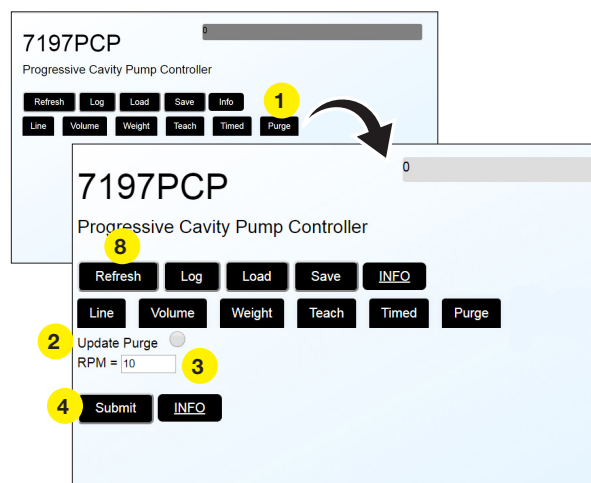 7197PCP
0
Progressive Cavity Pump Controller
Refresh Log Load Save Info
1
Line Volume Weight Teach Timed Purge
7197PCP
0
Progressive Cavity Pump Controller
8
Refresh Log Load Save INFO
Line Volume Weight Teach Timed Purge
2 Update Purge
RPM = 10 3
4 Submit INFO